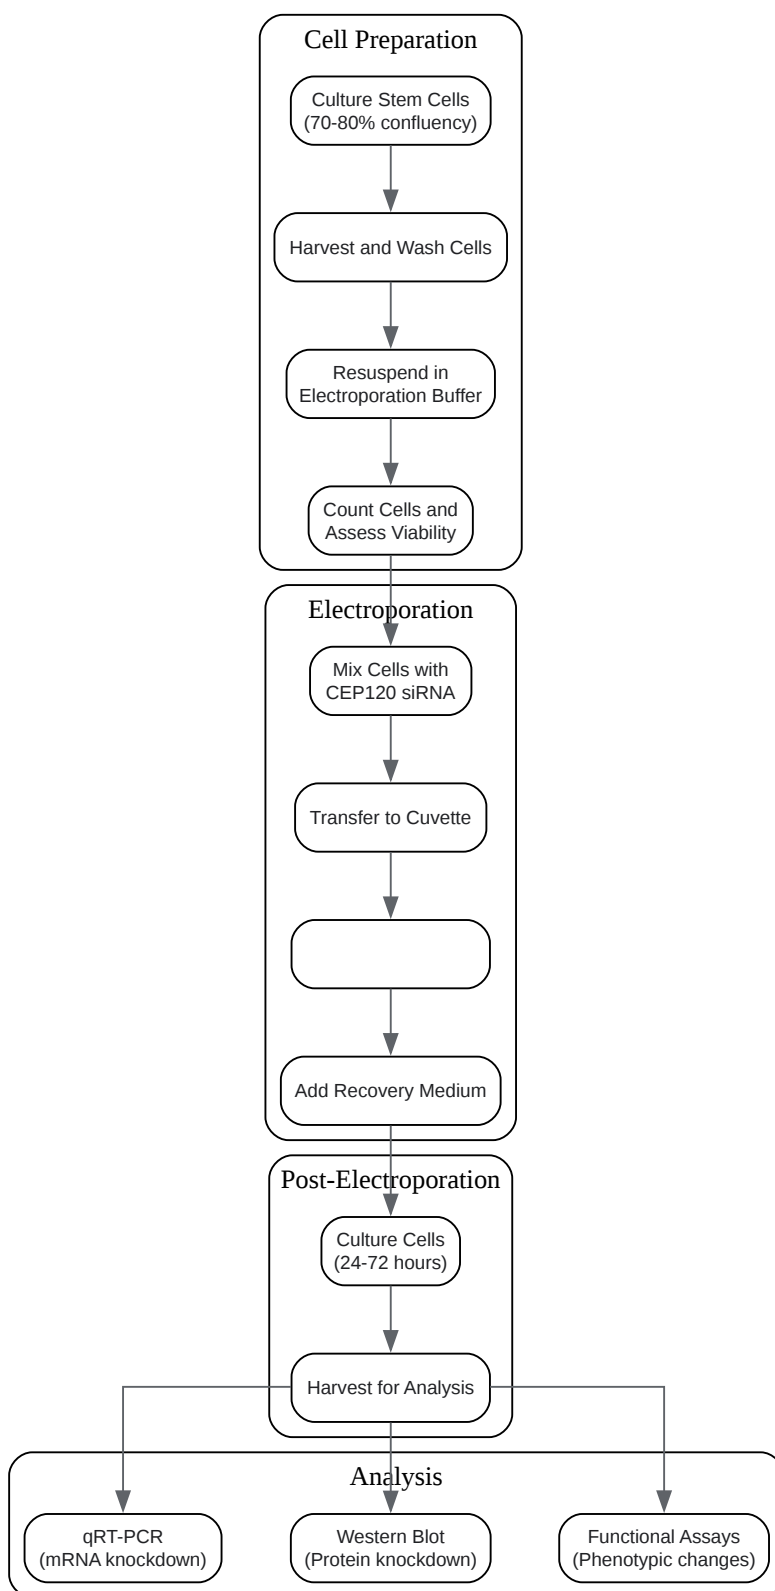 Cell Preparation
Culture Stem Cells
(70-80% confluency)
Harvest and Wash Cells
Resuspend in
Electroporation Buffer
Count Cells and
Assess Viability
Electroporation
Mix Cells with
CEP120 siRNA
Transfer to Cuvette
Add Recovery Medium
Post-Electroporation
Culture Cells
(24-72 hours)
Harvest for Analysis
Analysis
qRT-PCR
(mRNA knockdown)
Western Blot
(Protein knockdown)
Functional Assays
(Phenotypic changes)